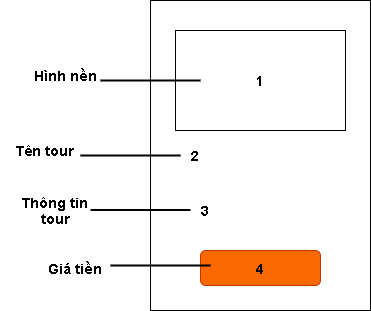 Hình nền
1
Tên tour
2
Thông tin
tour
3
Giá tiền
4